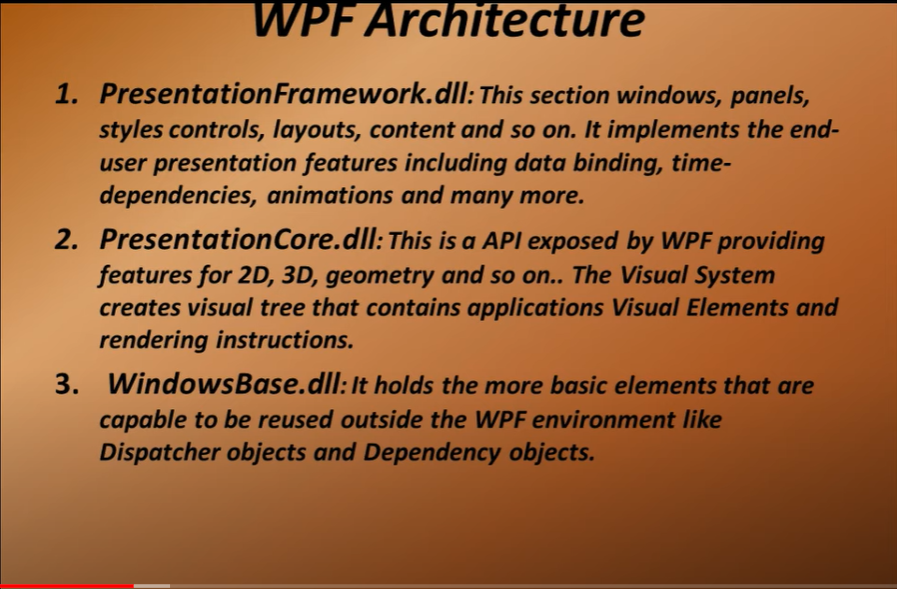 WPF Architecture
1. PresentationFramework.dll: This section windows, panels,
styles controls, layouts, content and so on. It implements the end-
user presentation features including data binding, time-
dependencies, animations and many more.
2. PresentationCore.dll: This is a API exposed by WPF providing
features for 2D, 3D, geometry and so on.. The Visual System
creates visual tree that contains applications Visual Elements and
rendering instructions.
3. WindowsBase.dll: It holds the more basic elements that are
capable to be reused outside the WPF environment like
Dispatcher objects and Dependency objects.